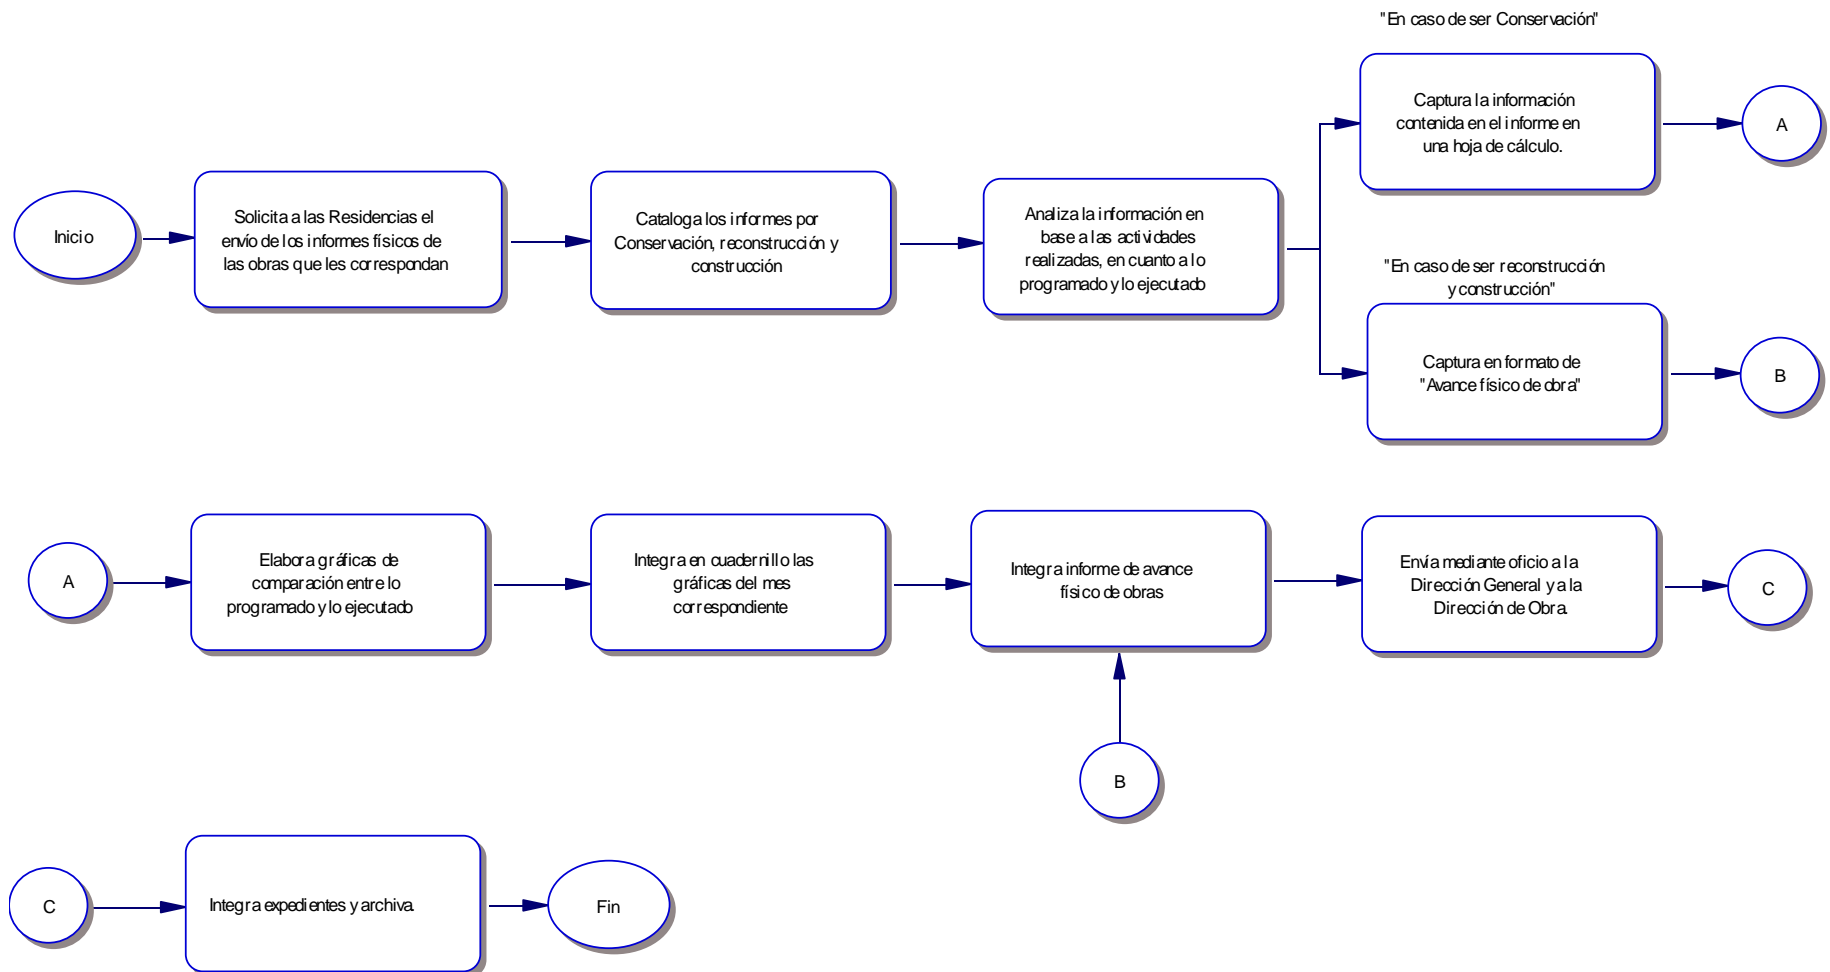 "En caso de ser Conservación"
Inicio
Solicita a las Residencias el
envío de los informes físicos de
las obras que les correspondan
Cataloga los informes por
Conservación, reconstrucción y
construcción
Analiza la información en
base a las actividades
realizadas, en cuanto a lo
programado y lo ejecutado
Captura la información
contenida en el informe en
una hoja de cálculo.
A
"En caso de ser reconstrucción
y construcción"
Captura en formato de
"Avance físico de obra"
B
A
Elabora gráficas de
comparación entre lo
programado y lo ejecutado
Integra en cuadernillo las
gráficas del mes
correspondiente
Integra informe de avance
físico de obras
Envía mediante oficio a la
Dirección General y a la
Dirección de Obra.
C
B
C
Integra expedientes y archiva.
Fin